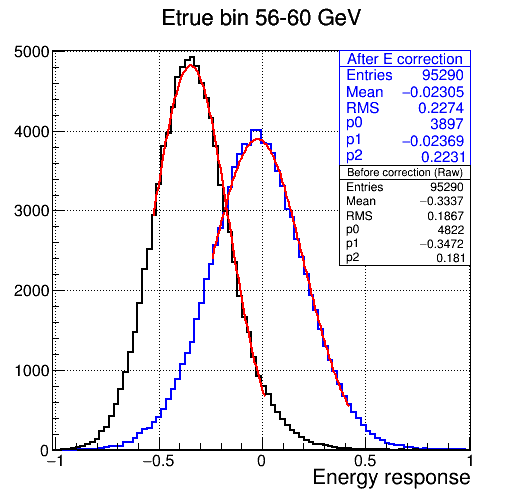 Etrue bin 56-60 GeV
After E correction
Entries 95290
Mean −0.02305
RMS 0.2274
p0 3897
p1 −0.02369
p2 0.2231
Before correction (Raw)
Entries 95290
Mean −0.3337
RMS 0.1867
p0 4822
p1 −0.3472
p2 0.181
5000
4000
3000
2000
1000
0
−1 −0.5 0 0.5 1
Energy response